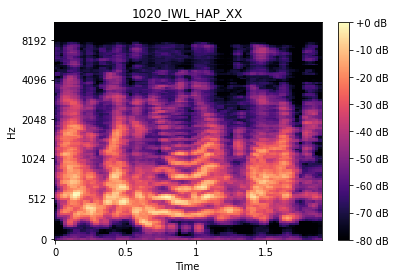 1020_IWL_HAP_XX
+0 dB
8192
-10 dB
4096
-20 dB
-30 dB
2048
Hz
-40 dB
1024
-50 dB
512
-60 dB
-70 dB
0
-80 dB
0 0.5 1 1.5
Time